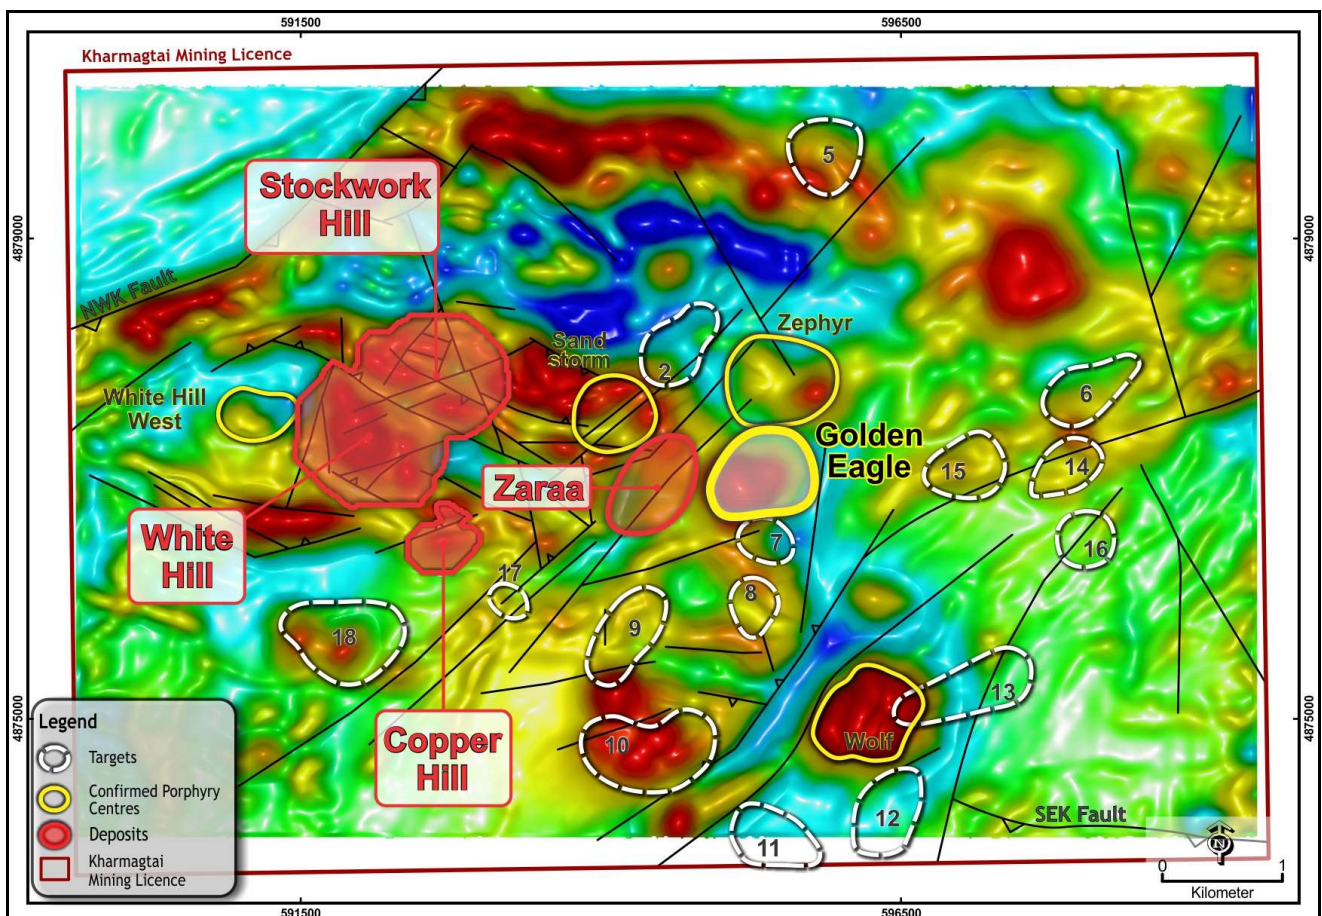 591500
596500
Kharmagtai Mining Licence
5
Stockwork
Hill
4879000
4879000
NWK Fault
Zephyr
Sand
storm
2
White Hill
West
6
Golden
Eagle
15
14
Zaraa
White
Hill
7
16
17
8
9
18
13
Legend
Targets
Confirmed Porphyry
Centres
Deposits
Kharmagtai
Mining Licence
4875000
4875000
Copper
Hill
10
Wolf
12
11
SEK Fault
N
0
1
Kilometer
591500
596500